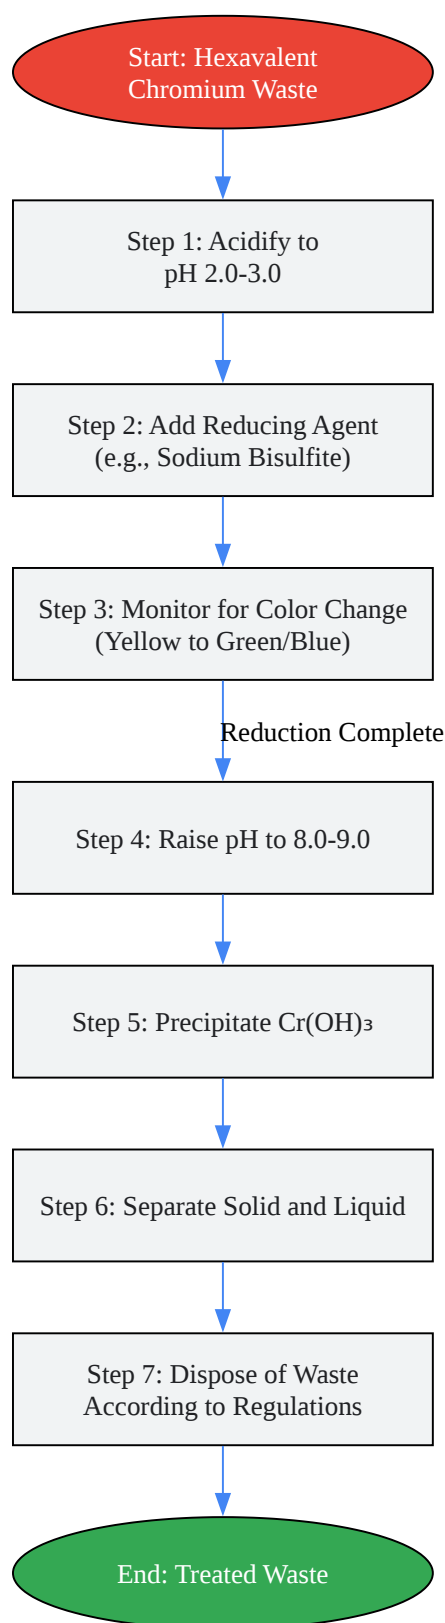 Start: Hexavalent
Chromium Waste
Step 1: Acidify to
pH 2.0-3.0
Step 2: Add Reducing Agent
(e.g., Sodium Bisulfite)
Step 3: Monitor for Color Change
(Yellow to Green/Blue)
Reduction Complete
Step 4: Raise pH to 8.0-9.0
Step 5: Precipitate Cr(OH)₃
Step 6: Separate Solid and Liquid
Step 7: Dispose of Waste
According to Regulations
End: Treated Waste